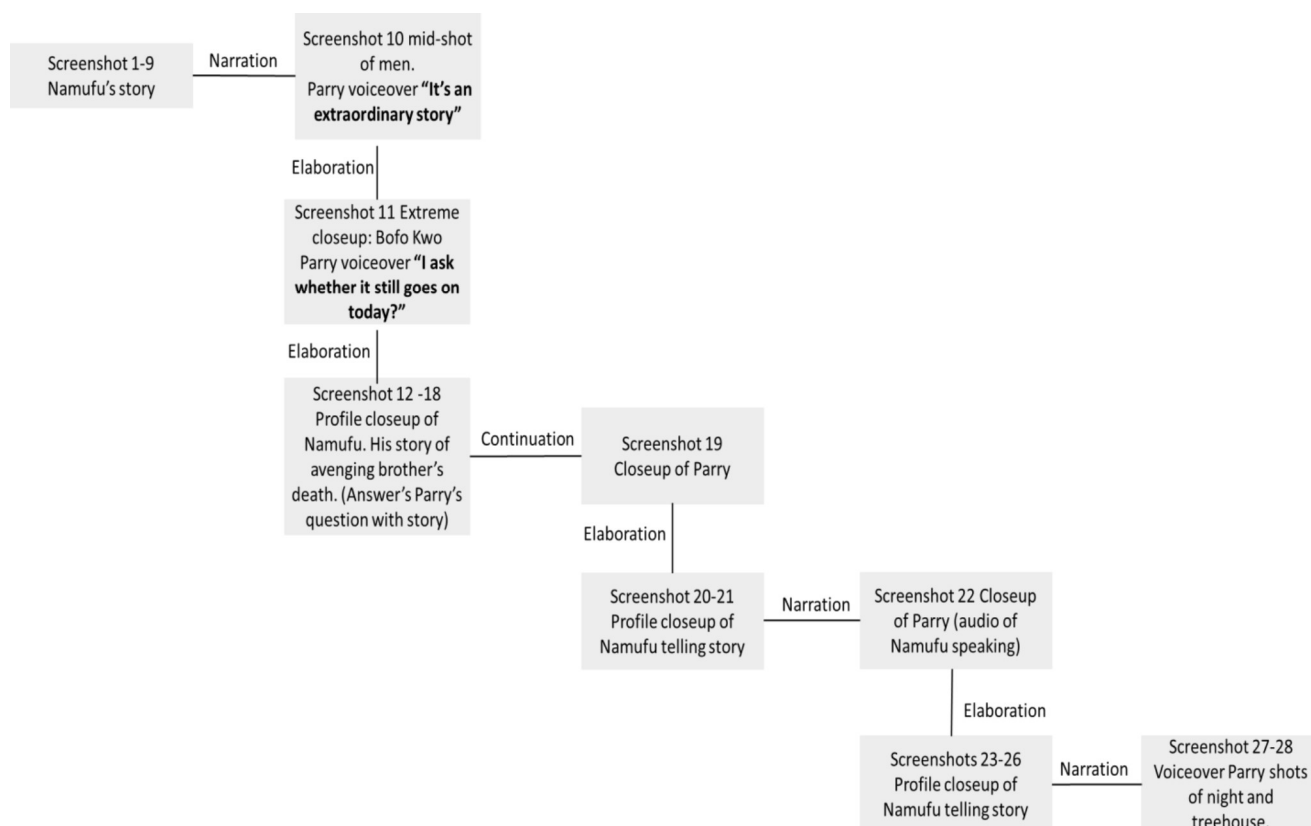 Screenshot 1-9
Namufu's story
Narration
Screenshot 10 mid-shot
of men.
Parry voiceover "It's an
extraordinary story"
Elaboration
Screenshot 11 Extreme
closeup: Bofo Kwo
Parry voiceover "I ask
whether it still goes on
today?"
Elaboration
Screenshot 12 -18
Profile closeup of
Namufu. His story of
avenging brother's
death. (Answer's Parry's
question with story)
Continuation
Screenshot 19
Closeup of Parry
Elaboration
Screenshot 20-21
Profile closeup of
Namufu telling story
Narration
Screenshot 22 Closeup
of Parry (audio of
Namufu speaking)
Elaboration
Screenshots 23-26
Profile closeup of
Namufu telling story
Narration
Screenshot 27-28
Voiceover Parry shots
of night and
treehouse.